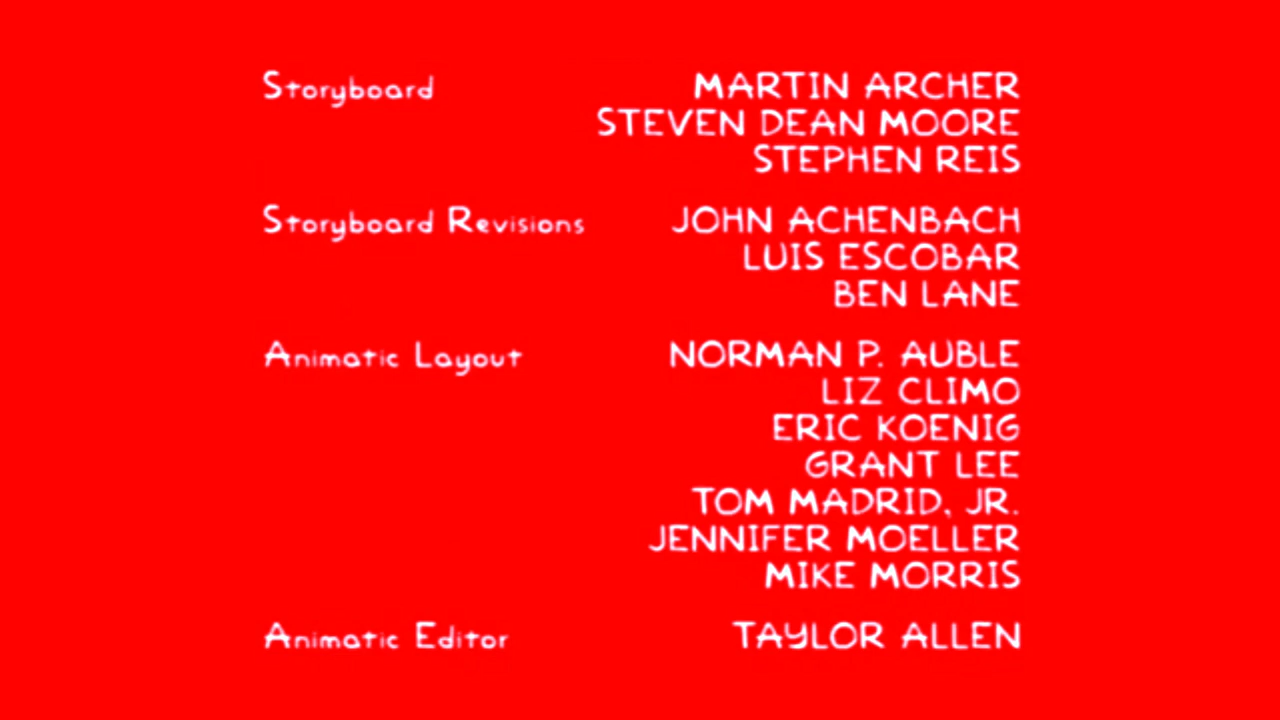 Storyboard MARTIN ARCHER
STEVEN DEAN MOORE
STEPHEN REIS
Storyboard Revisions JOHN ACHENBACH
LUIS ESCOBAR
BEN LANE
Animatic Layout NORMAN P. AUBLE
LIZ CLIMO
ERIC KOENIG
GRANT LEE
TOM MADRID, JR.
JENNIFER MOELLER
MIKE MORRIS
Animatic Editor TAYLOR ALLEN